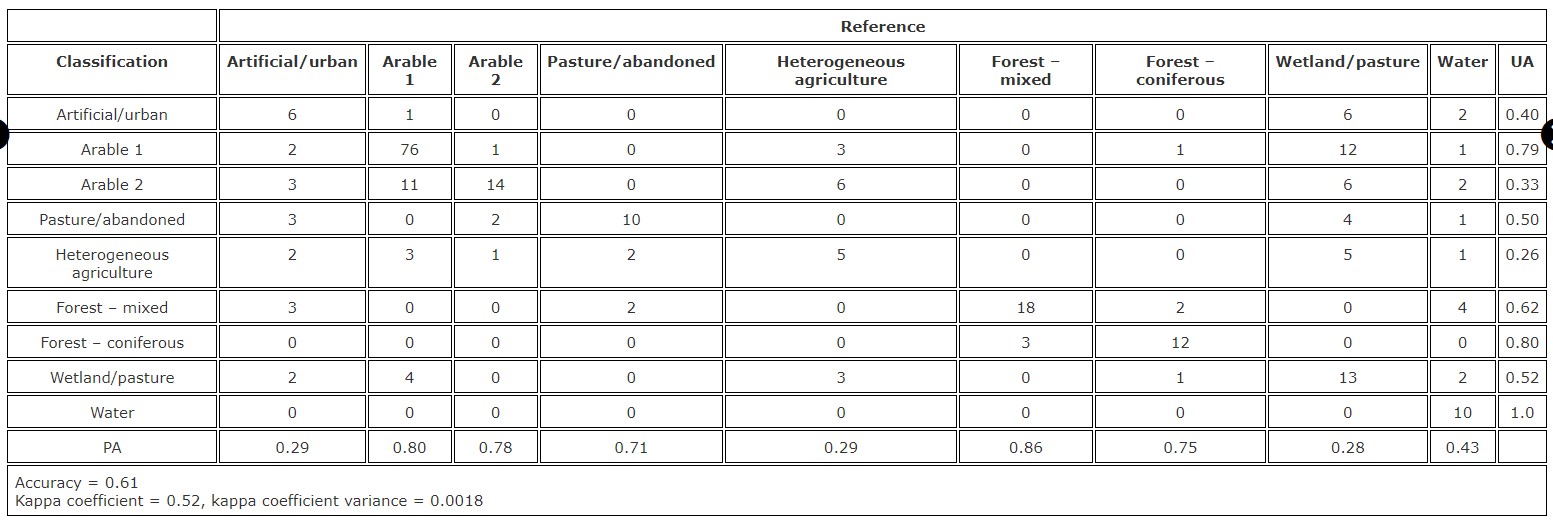 Reference
Classification Artificial/urban Arable 1 Arable 2 Pasture/abandoned Heterogeneous agriculture Forest – mixed Forest – coniferous Wetland/pasture Water UA
Artificial/urban 6 1 0 0 0 0 0 6 2 0.40
Arable 1 2 76 1 0 3 0 1 12 1 0.79
Arable 2 3 11 14 0 6 0 0 6 2 0.33
Pasture/abandoned 3 0 2 10 0 0 0 4 1 0.50
Heterogeneous agriculture 2 3 1 2 5 0 0 5 1 0.26
Forest – mixed 3 0 0 2 0 18 2 0 4 0.62
Forest – coniferous 0 0 0 0 0 3 12 0 0 0.80
Wetland/pasture 2 4 0 0 3 0 1 13 2 0.52
Water 0 0 0 0 0 0 0 0 10 1.0
PA 0.29 0.80 0.78 0.71 0.29 0.86 0.75 0.28 0.43
Accuracy = 0.61
Kappa coefficient = 0.52, kappa coefficient variance = 0.0018